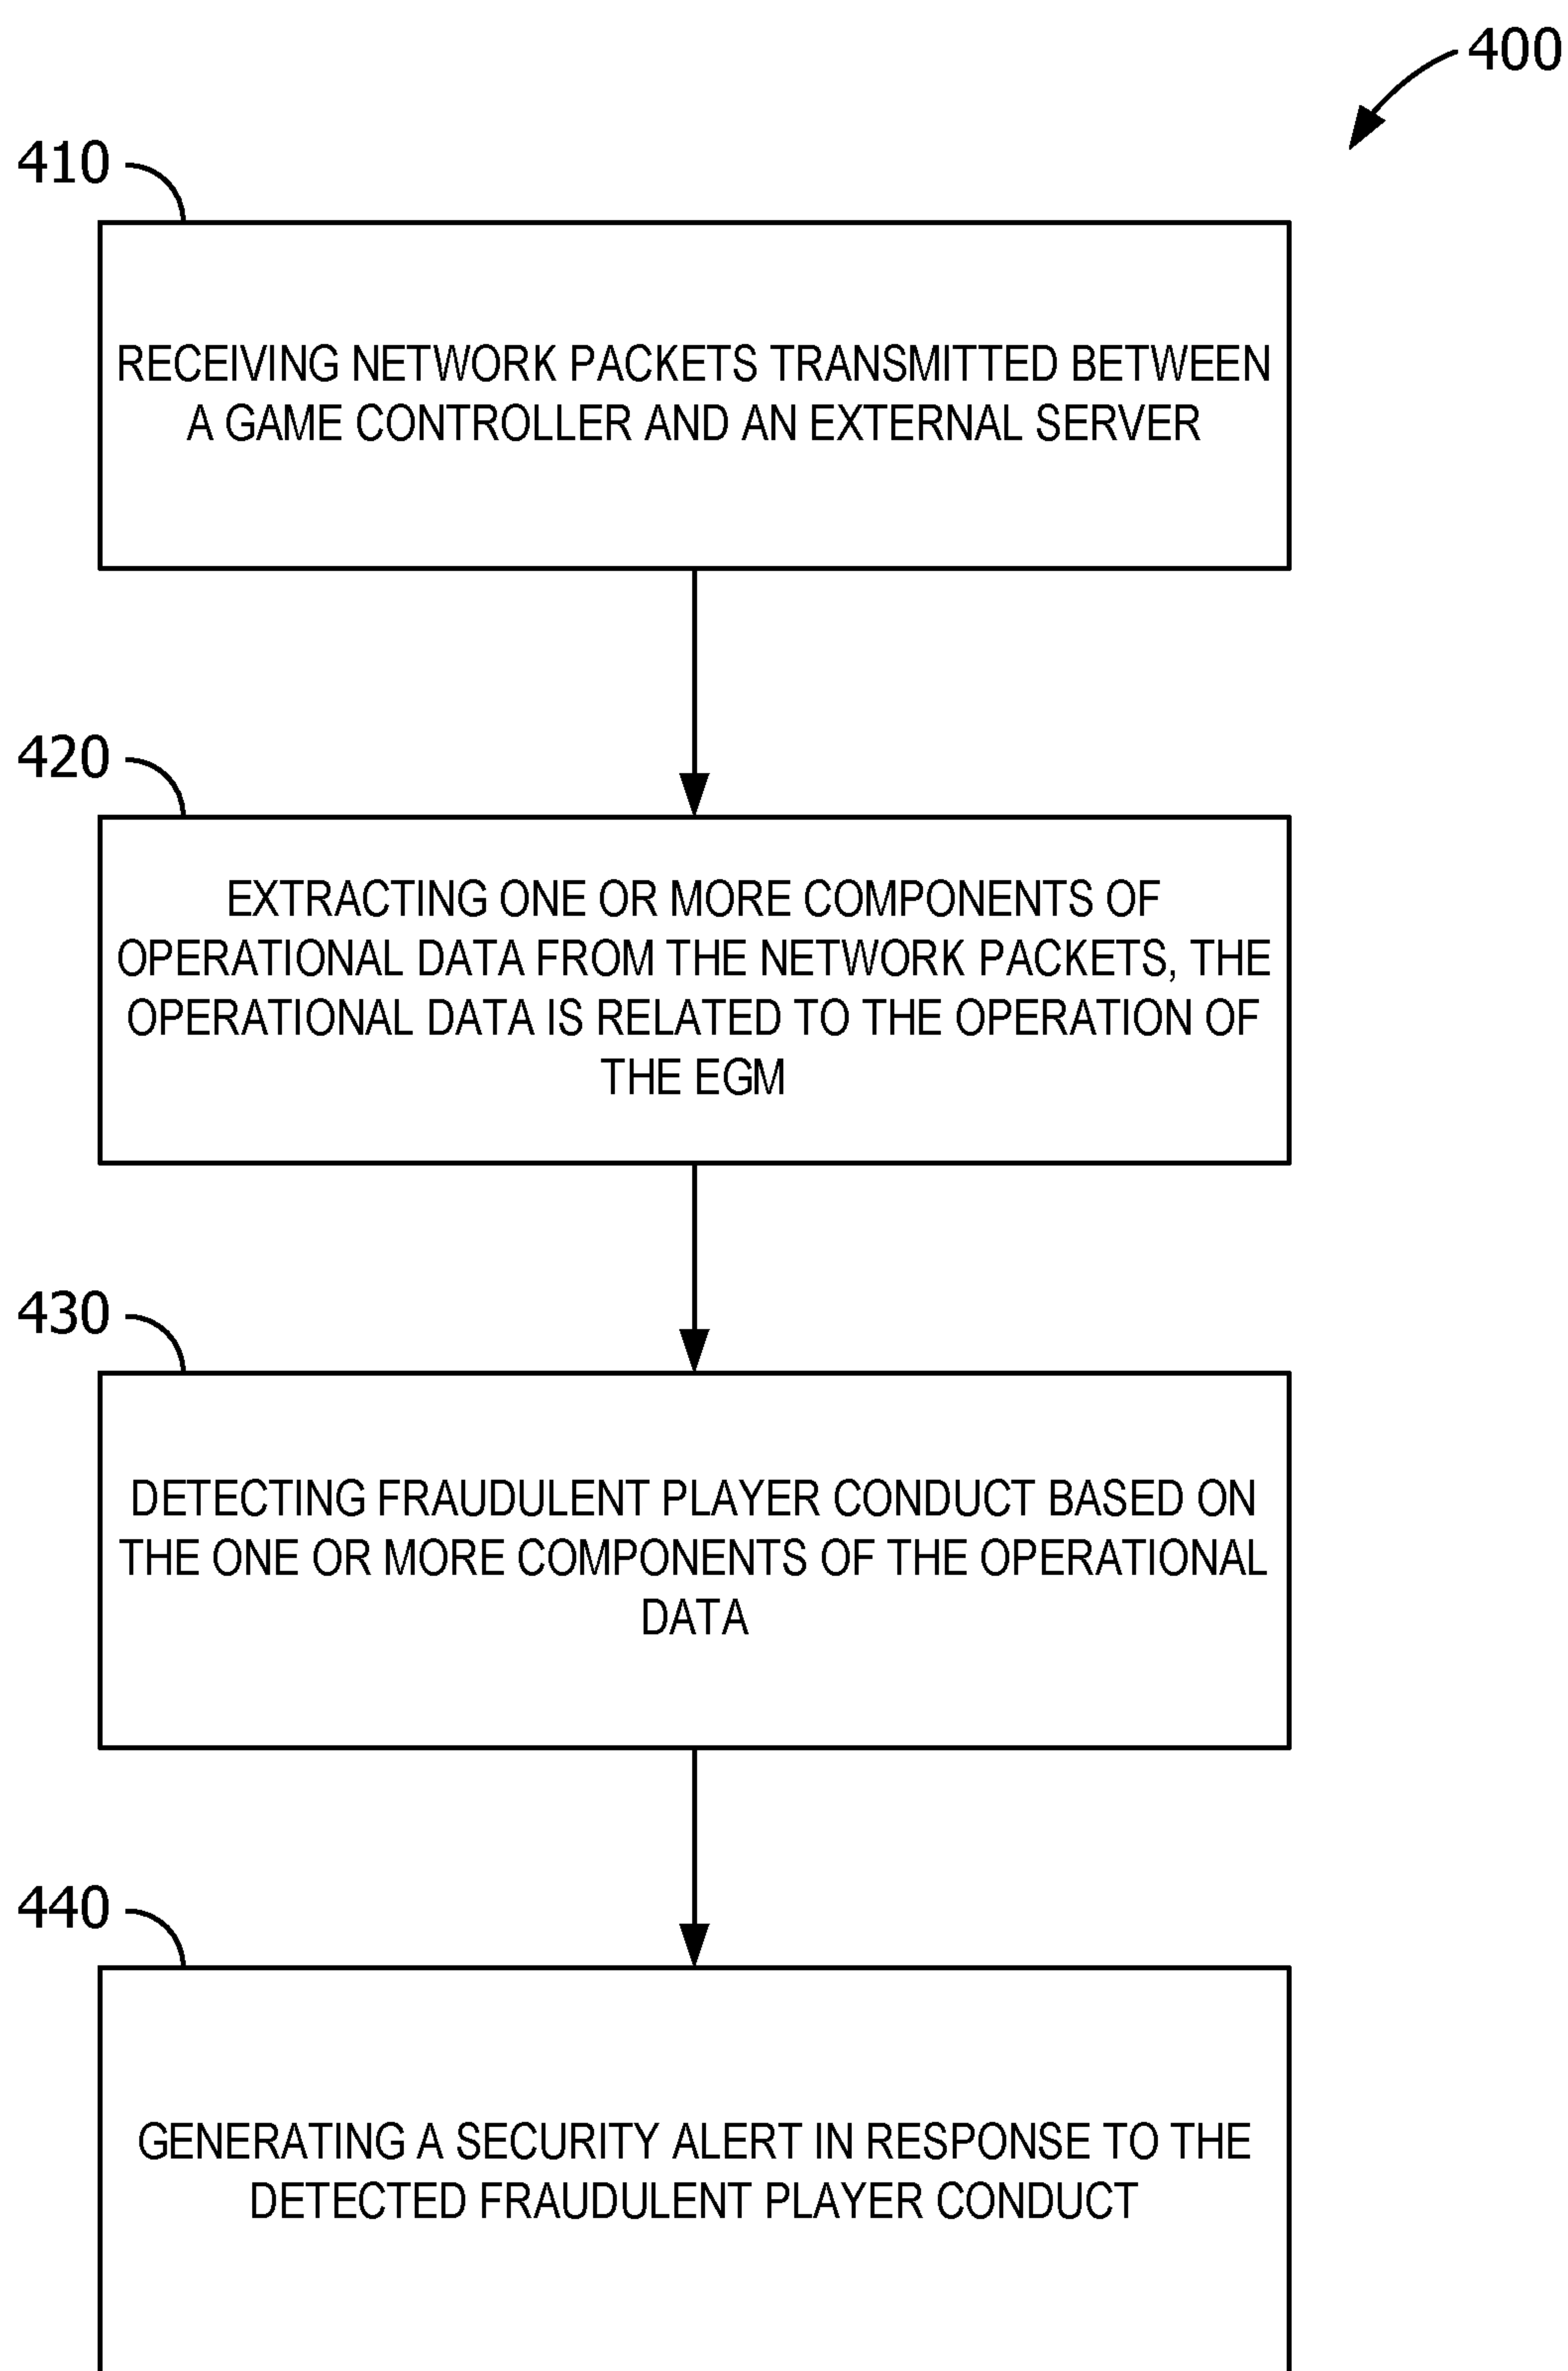 400
410
RECEIVING NETWORK PACKETS TRANSMITTED BETWEEN
A GAME CONTROLLER AND AN EXTERNAL SERVER
420
EXTRACTING ONE OR MORE COMPONENTS OF
OPERATIONAL DATA FROM THE NETWORK PACKETS, THE
OPERATIONAL DATA IS RELATED TO THE OPERATION OF
THE EGM
430
DETECTING FRAUDULENT PLAYER CONDUCT BASED ON
THE ONE OR MORE COMPONENTS OF THE OPERATIONAL
DATA
440
GENERATING A SECURITY ALERT IN RESPONSE TO THE
DETECTED FRAUDULENT PLAYER CONDUCT